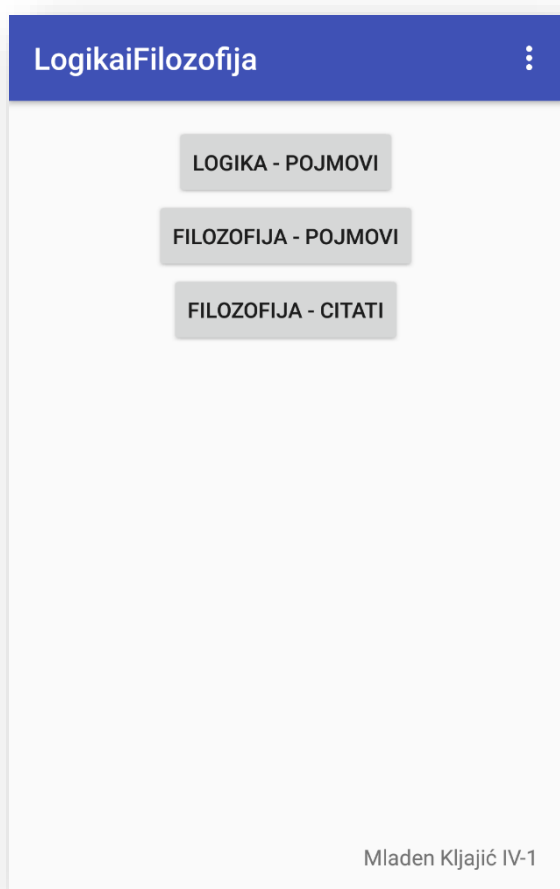 LogikaiFilozofija
LOGIKA - POJMOVI
FILOZOFIJA - POJMOVI
FILOZOFIJA - CITATI
Mladen Kljajić IV-1